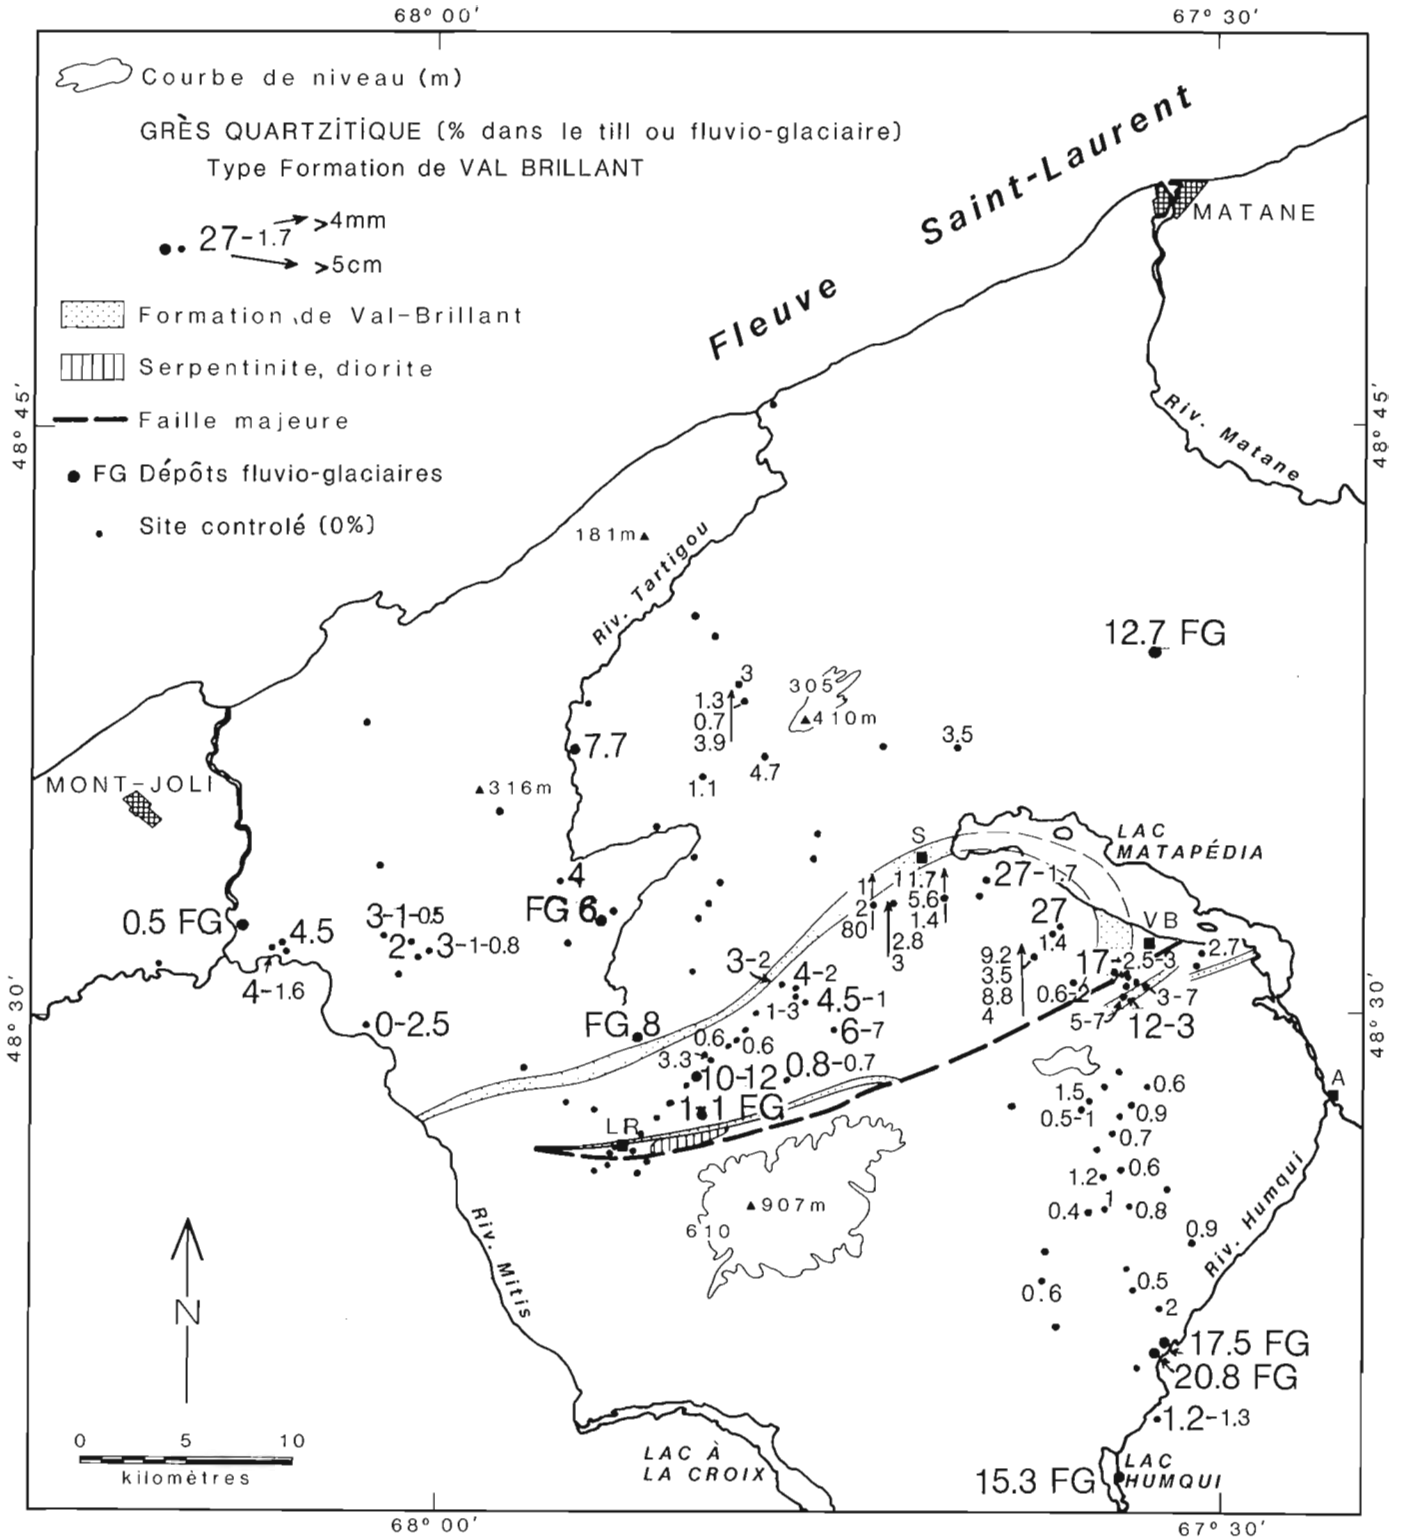 68° 00′
67° 30′
Courbe de niveau (m)
GRÈS QUARTZİTİQUE (% dans le till ou fluvio-glaciaire)
Type Formation de VAL BRILLANT
27-1.7
>4mm
>5cm
Formation de Val-Brillant
Serpentinite, diorite
Faille majeure
FG Dépôts fluvio-glaciaires
Site controlé (0%)
Fleuve Saint-Laurent
MATANE
Riv. Matane
48° 45′
48° 45′
181m
Riv. Tartigou
12.7 FG
3
1.3
0.7
3.9
305
410m
7.7
4.7
3.5
1.1
MONT-JOLI
316m
S
LAC
MATAPÉDIA
4
27-1.7
1
2
80
11.7
5.6
1.4
2.8
3
FG 6
0.5 FG
4.5
3-1-0.5
2
3-1-0.8
4-1.6
27
1.4
VB
2.7
9.2
3.5
8.8
4
17-2.5-3
0.6-2
3-7
5-7
12-3
3-2
4-2
4.5-1
1-3
6-7
48° 30′
48° 30′
0-2.5
FG 8
0.6
0.6
3.3
10-12
0.8-0.7
1-1 FG
LR
A
1.5
0.6
0.5-1
0.9
0.7
0.6
1.2
1
0.4
0.8
0.9
907m
610
Riv. Mitis
Riv. Humqui
0.5
0.6
2
17.5 FG
20.8 FG
1.2-1.3
N
0 5 10
kilomètres
LAC À
LA CROIX
15.3 FG
LAC
HUMQUI
68° 00′
67° 30′